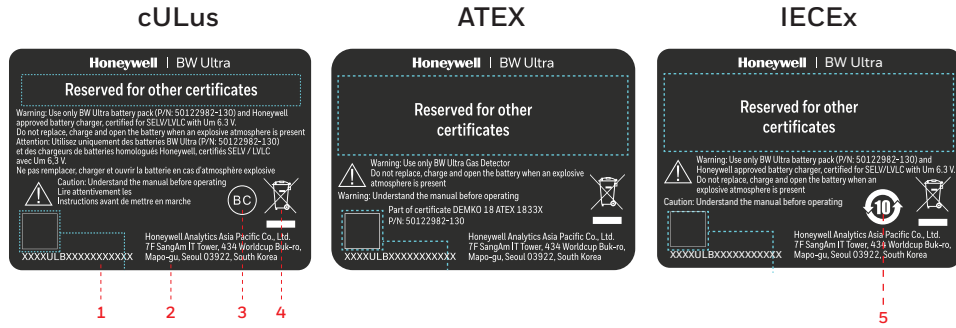 cULus
Honeywell | BW Ultra
Reserved for other certificates
Warning: Use only BW Ultra battery pack (P/N: 50122982-130) and Honeywell
approved battery charger, certified for SELV/LVLC with Um 6.3 V.
Do not replace, charge and open the battery when an explosive atmosphere is present
Attention: Utilisez uniquement des batteries BW Ultra (P/N: 50122982-130)
et des chargeurs de batteries homologués Honeywell, certifiés SELV / LVLC
avec Um 6,3 V.
Ne pas remplacer, charger et ouvrir la batterie en cas d'atmosphère explosive
Caution: Understand the manual before operating
Lire attentivement les
Instructions avant de mettre en marche
BC
Honeywell Analytics Asia Pacific Co., Ltd.
7F SangAm IT Tower, 434 Worldcup Buk-ro,
Mapo-gu, Seoul 03922, South Korea
XXXXULBXXXXXXXXXXX
1
2
3
4
ATEX
Honeywell | BW Ultra
Reserved for other
certificates
Warning: Use only BW Ultra Gas Detector
Do not replace, charge and open the battery when an explosive
atmosphere is present
Warning: Understand the manual before operating
Part of certificate DEMKO 18 ATEX 1833X
P/N: 50122982-130
Honeywell Analytics Asia Pacific Co., Ltd.
7F SangAm IT Tower, 434 Worldcup Buk-ro,
Mapo-gu, Seoul 03922, South Korea
XXXXULBXXXXXXXXXXX
IECEx
Honeywell | BW Ultra
Reserved for other
certificates
Warning: Use only BW Ultra battery pack (P/N: 50122982-130) and
Honeywell approved battery charger, certified for SELV/LVLC with Um 6.3 V.
Do not replace, charge and open the battery when an
explosive atmosphere is present
Caution: Understand the manual before operating
10
Honeywell Analytics Asia Pacific Co., Ltd.
7F SangAm IT Tower, 434 Worldcup Buk-ro,
Mapo-gu, Seoul 03922, South Korea
XXXXULBXXXXXXXXXXX
5